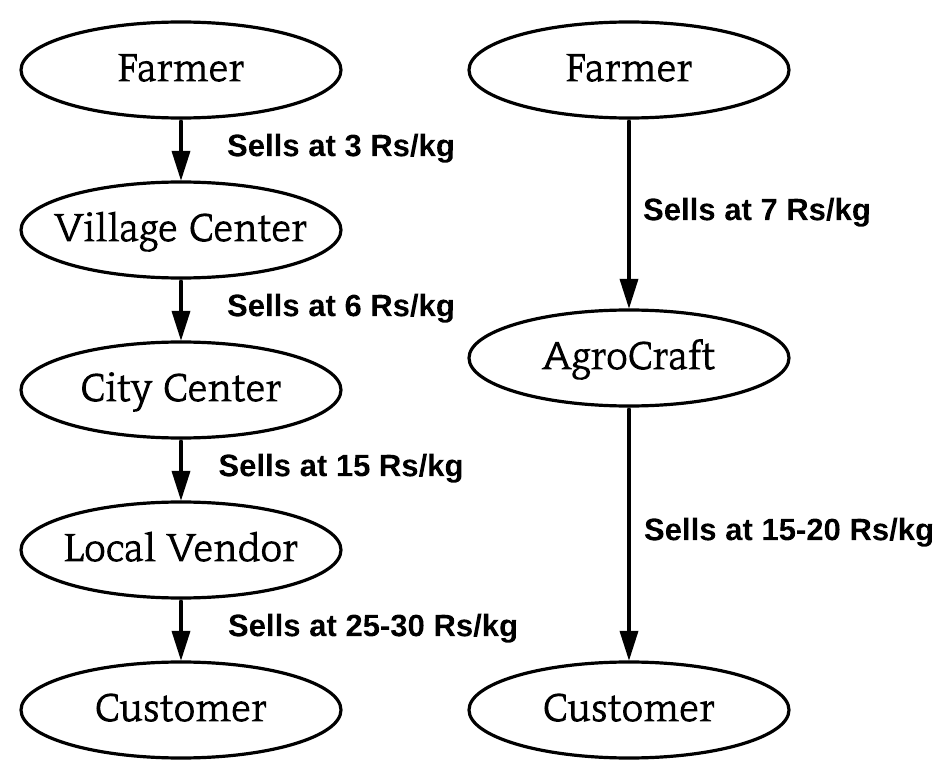 Farmer
Sells at 3 Rs/kg
Village Center
Sells at 6 Rs/kg
City Center
Sells at 15 Rs/kg
Local Vendor
Sells at 25-30 Rs/kg
Customer
Farmer
Sells at 7 Rs/kg
AgroCraft
Sells at 15-20 Rs/kg
Customer